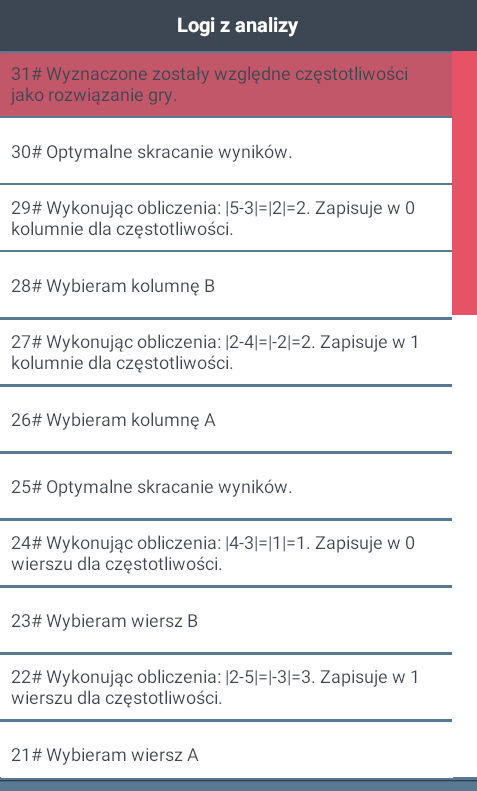 Logi z analizy
31# Wyznaczone zostały względne częstotliwości
jako rozwiązanie gry.
30# Optymalne skracanie wyników.
29# Wykonując obliczenia: |5-3|=|2|=2. Zapisuje w 0
kolumnie dla częstotliwości.
28# Wybieram kolumnę B
27# Wykonując obliczenia: |2-4|=|-2|=2. Zapisuje w 1
kolumnie dla częstotliwości.
26# Wybieram kolumnę A
25# Optymalne skracanie wyników.
24# Wykonując obliczenia: |4-3|=|1|=1. Zapisuje w 0
wierszu dla częstotliwości.
23# Wybieram wiersz B
22# Wykonując obliczenia: |2-5|=|-3|=3. Zapisuje w 1
wierszu dla częstotliwości.
21# Wybieram wiersz A